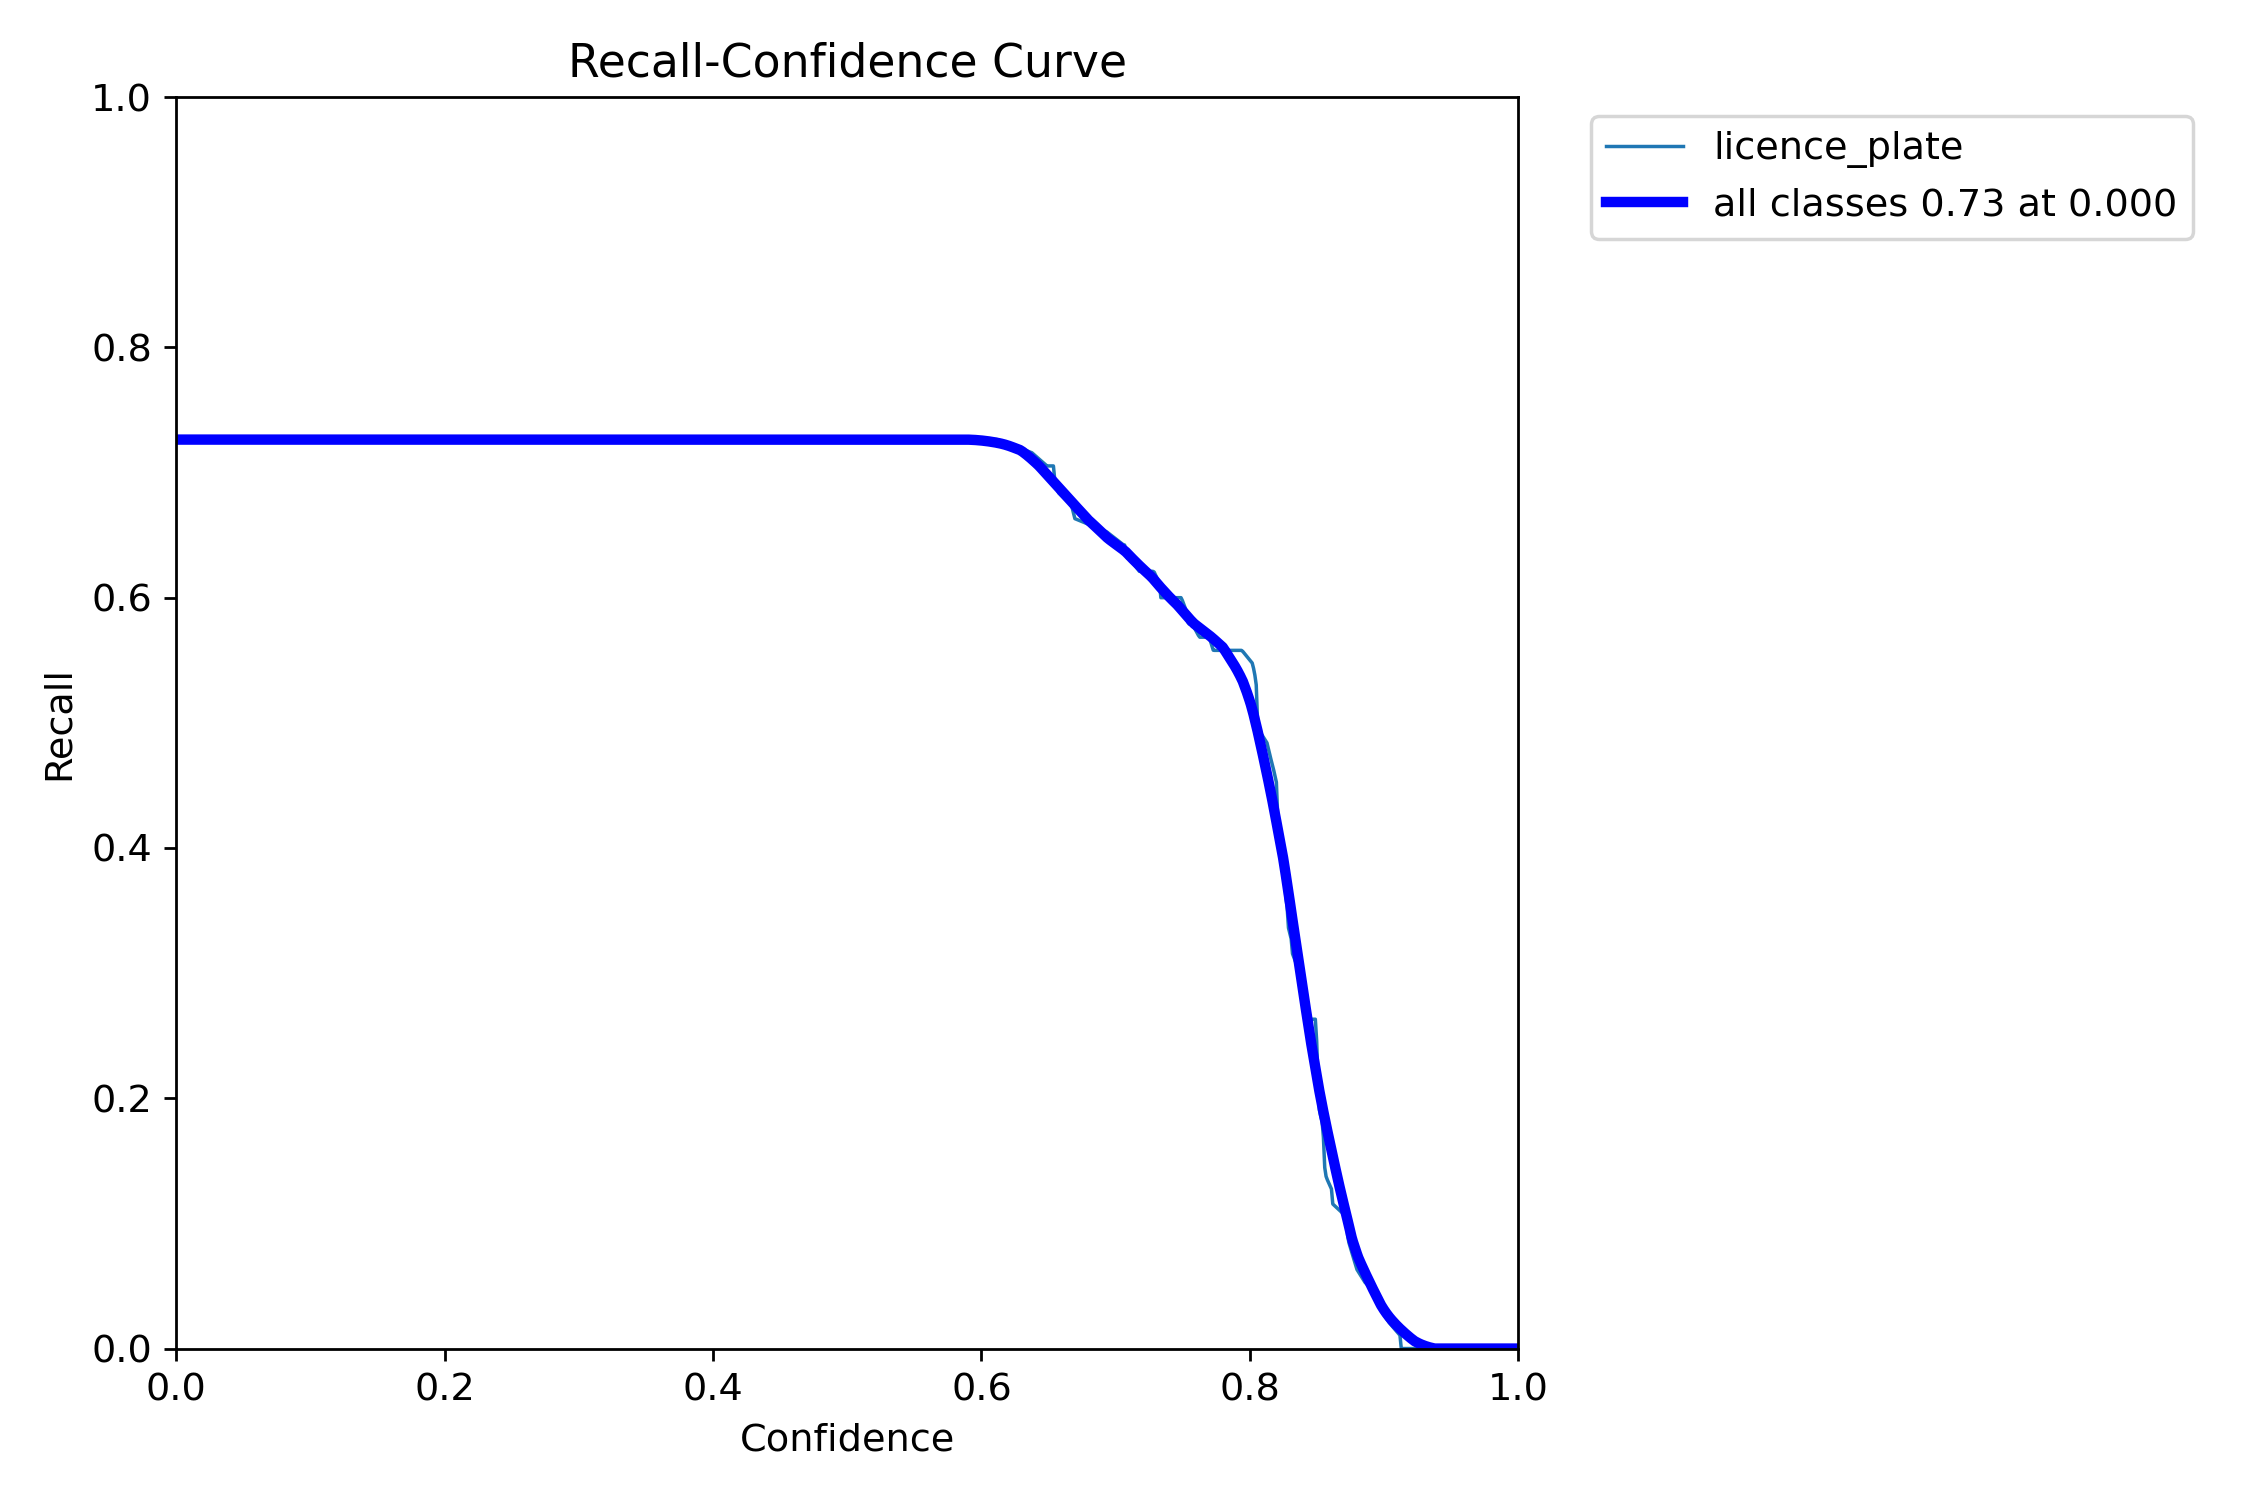 Recall-Confidence Curve
licence_plate
all classes 0.73 at 0.000
1.0
0.8
0.6
0.4
0.2
0.0
Recall
0.0 0.2 0.4 0.6 0.8 1.0
Confidence